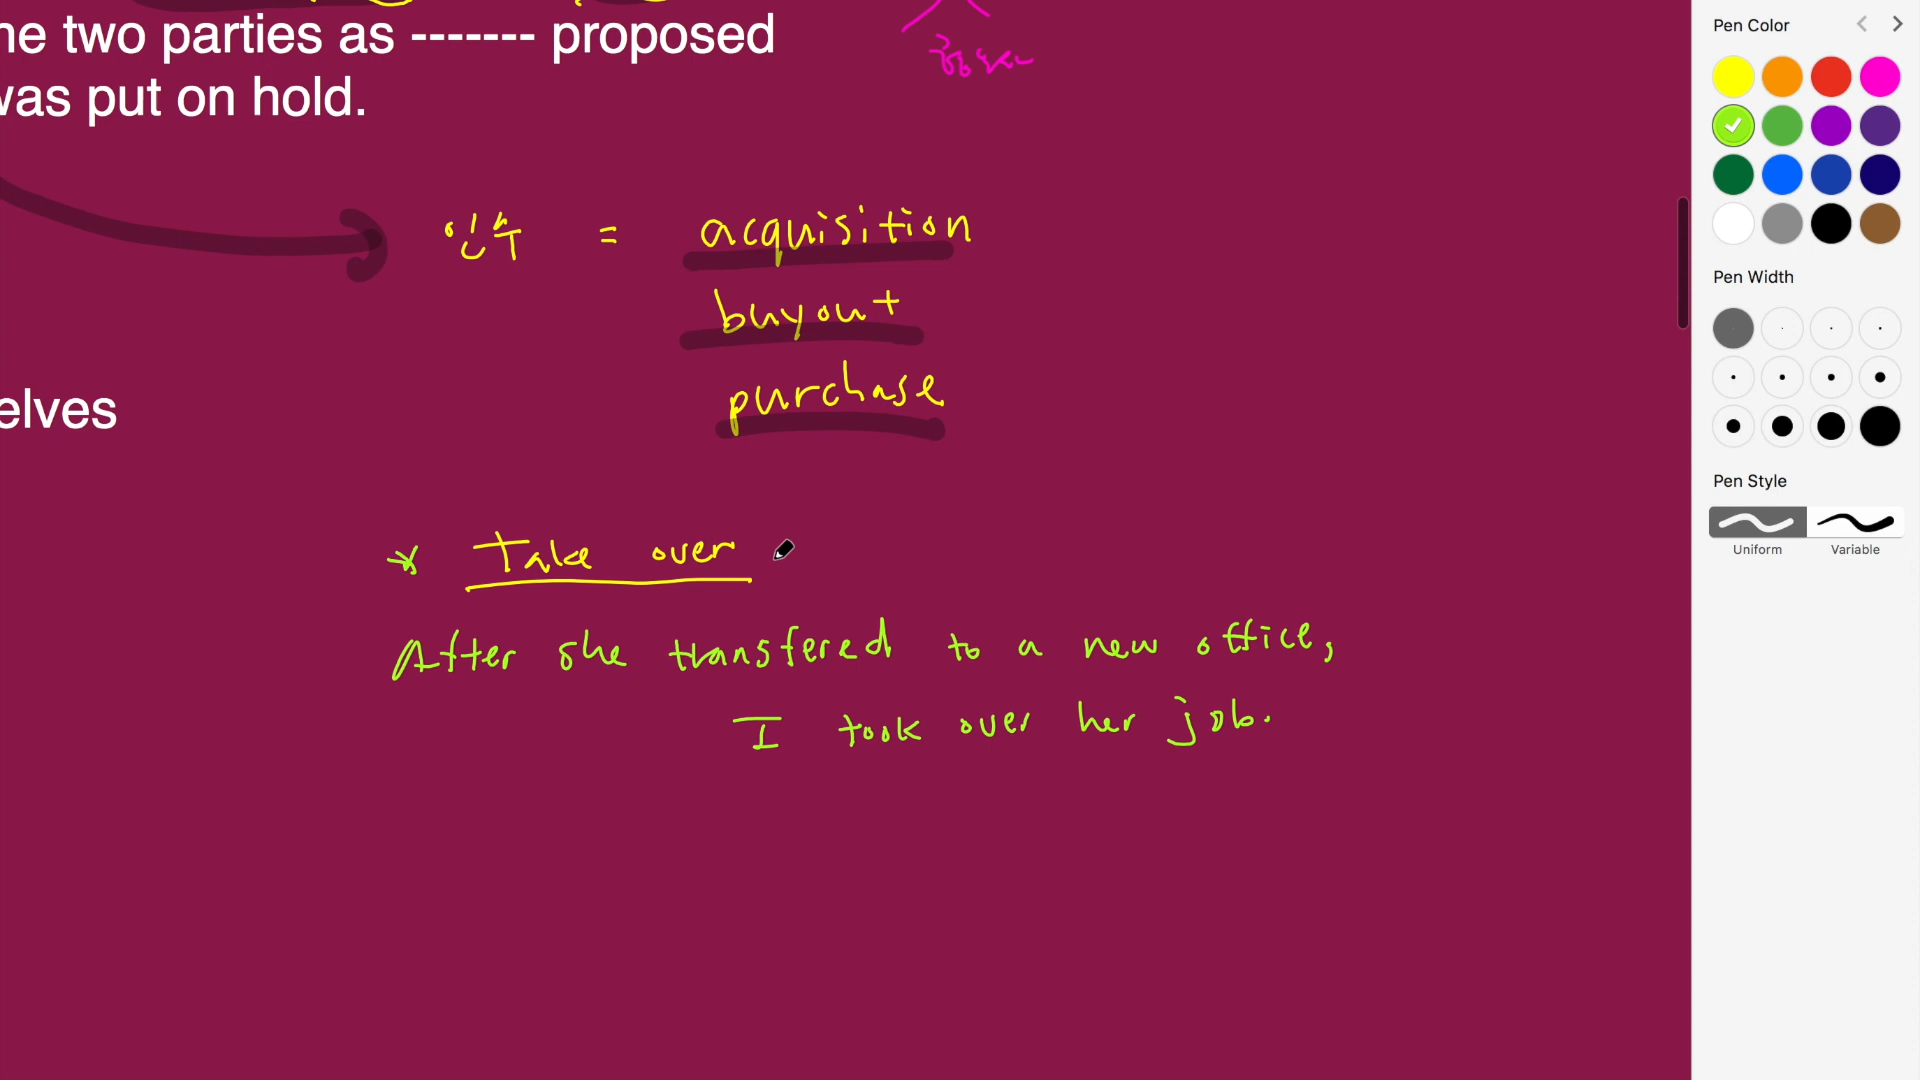 he two parties as ------- proposed
was put on hold.
인수 = acquisition
buyout
purchase
elves
* Take over
After she transfered to a new office,
I took over her job.
Pen Color
Pen Width
Pen Style
Uniform Variable